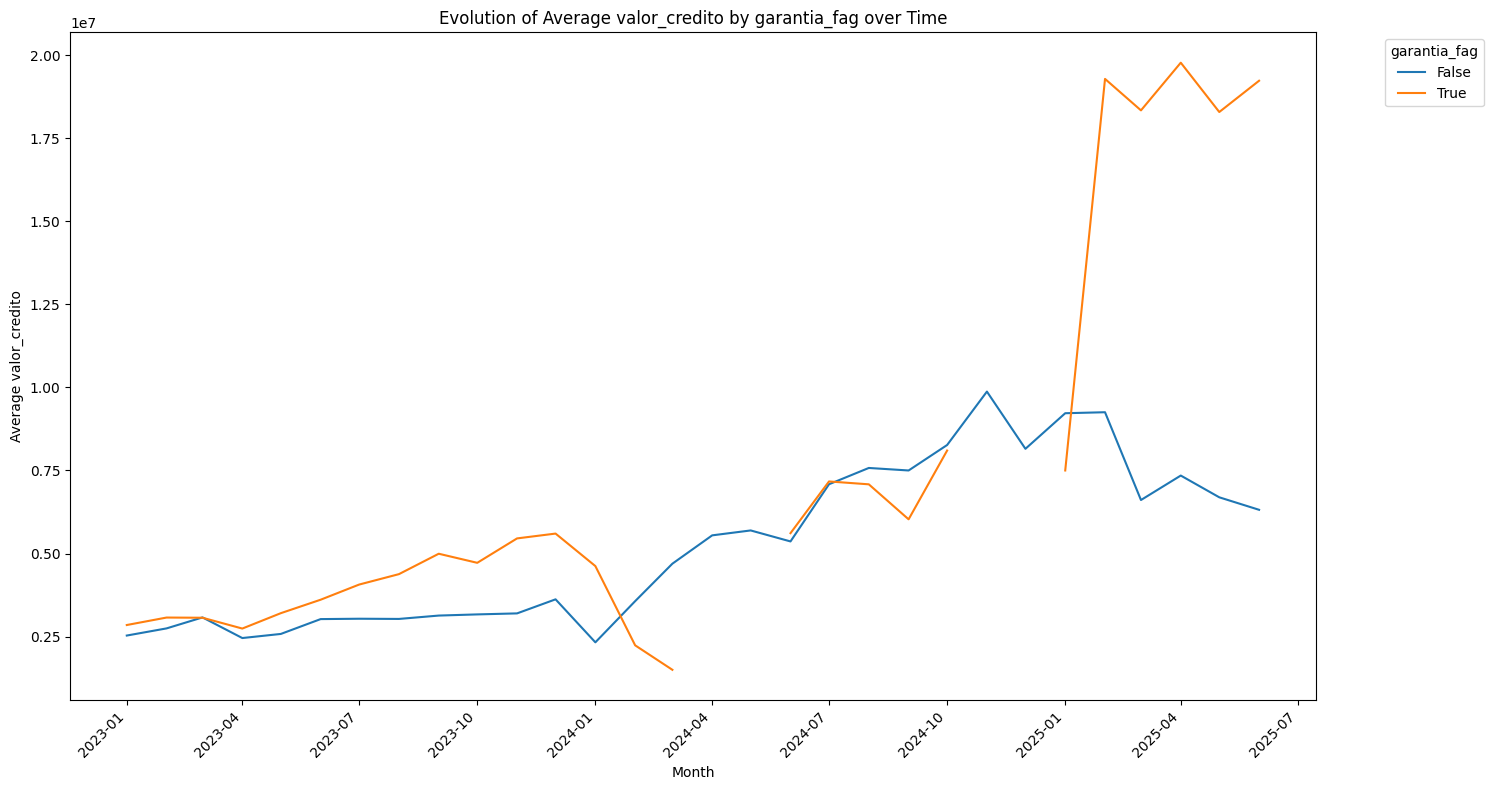 Evolution of Average valor_credito by garantia_fag over Time
1e7
garantia_fag
False
True
2.00
1.75
1.50
1.25
1.00
0.75
0.50
0.25
Average valor_credito
2023-01
2023-04
2023-07
2023-10
2024-01
2024-04
2024-07
2024-10
2025-01
2025-04
2025-07
Month